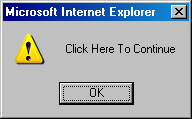 Microsoft Internet Explorer
Click Here To Continue
OK